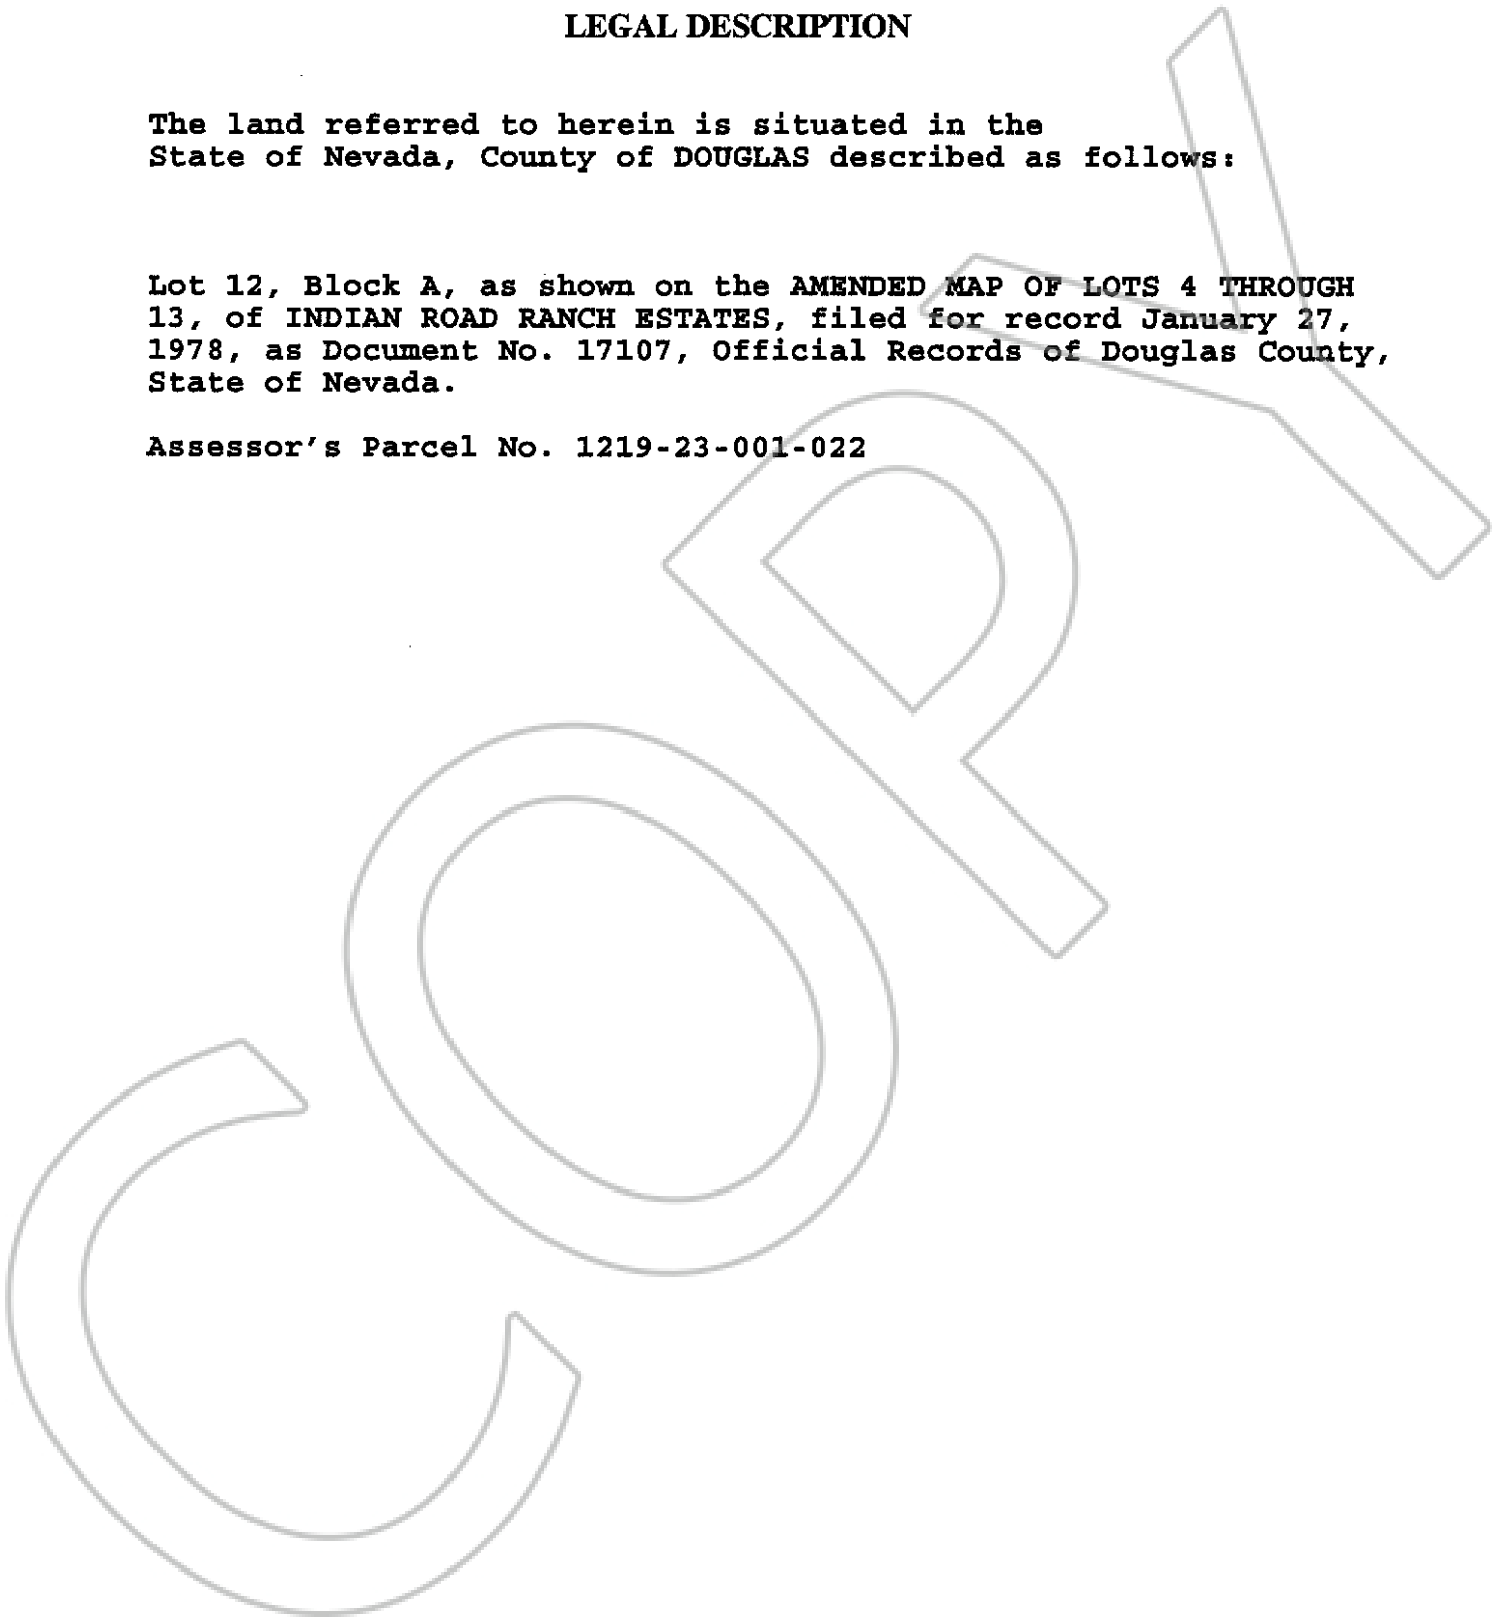 LEGAL DESCRIPTION
The land referred to herein is situated in the
State of Nevada, County of DOUGLAS described as follows:
Lot 12, Block A, as shown on the AMENDED MAP OF LOTS 4 THROUGH
13, of INDIAN ROAD RANCH ESTATES, filed for record January 27,
1978, as Document No. 17107, Official Records of Douglas County,
State of Nevada.
Assessor's Parcel No. 1219-23-001-022
COPY